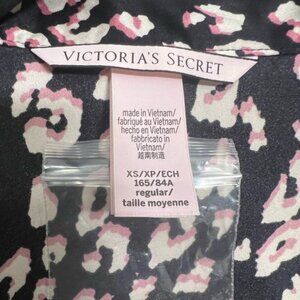 VICTORIA'S SECRET
made in Vietnam/
fabriqué au Vietnam/
hecho en Vietnam/
fabbricato in
Vietnam/
越南制造
XS/XP/ECH
165/84A
regular/
taille moyenne